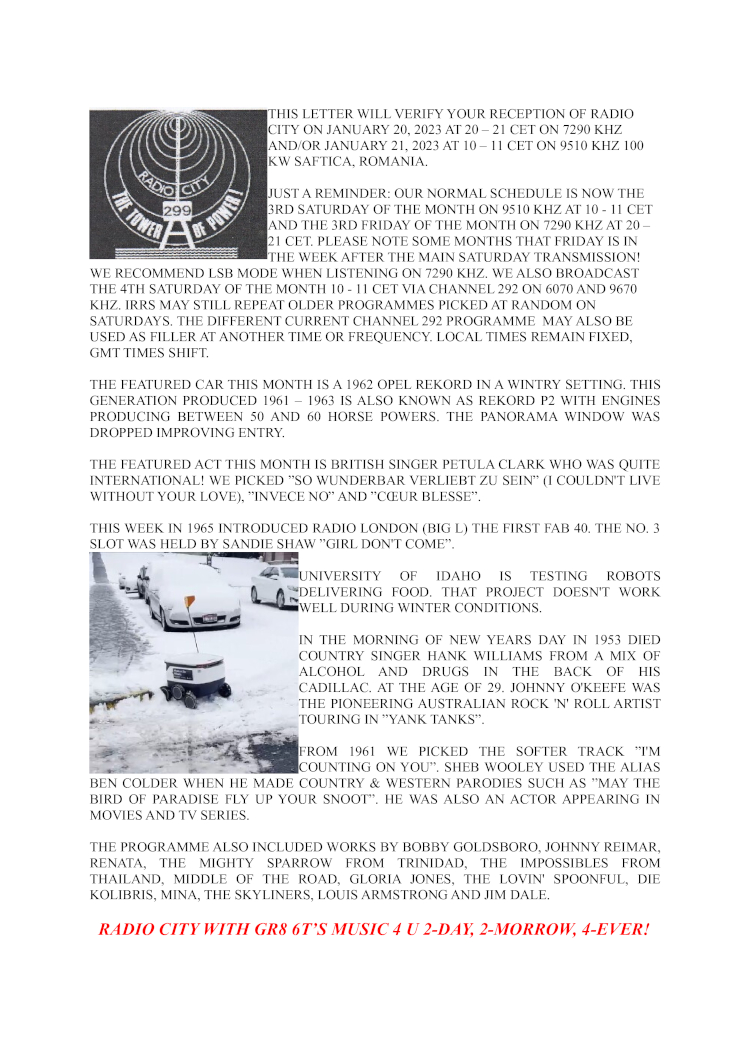 RADIO CITY
299
THE TOWER OF POWER!
THIS LETTER WILL VERIFY YOUR RECEPTION OF RADIO
CITY ON JANUARY 20, 2023 AT 20 – 21 CET ON 7290 KHZ
AND/OR JANUARY 21, 2023 AT 10 – 11 CET ON 9510 KHZ 100
KW SAFTICA, ROMANIA.
JUST A REMINDER: OUR NORMAL SCHEDULE IS NOW THE
3RD SATURDAY OF THE MONTH ON 9510 KHZ AT 10 - 11 CET
AND THE 3RD FRIDAY OF THE MONTH ON 7290 KHZ AT 20 –
21 CET. PLEASE NOTE SOME MONTHS THAT FRIDAY IS IN
THE WEEK AFTER THE MAIN SATURDAY TRANSMISSION!
WE RECOMMEND LSB MODE WHEN LISTENING ON 7290 KHZ. WE ALSO BROADCAST
THE 4TH SATURDAY OF THE MONTH 10 - 11 CET VIA CHANNEL 292 ON 6070 AND 9670
KHZ. IRRS MAY STILL REPEAT OLDER PROGRAMMES PICKED AT RANDOM ON
SATURDAYS. THE DIFFERENT CURRENT CHANNEL 292 PROGRAMME MAY ALSO BE
USED AS FILLER AT ANOTHER TIME OR FREQUENCY. LOCAL TIMES REMAIN FIXED,
GMT TIMES SHIFT.
THE FEATURED CAR THIS MONTH IS A 1962 OPEL REKORD IN A WINTRY SETTING. THIS
GENERATION PRODUCED 1961 – 1963 IS ALSO KNOWN AS REKORD P2 WITH ENGINES
PRODUCING BETWEEN 50 AND 60 HORSE POWERS. THE PANORAMA WINDOW WAS
DROPPED IMPROVING ENTRY.
THE FEATURED ACT THIS MONTH IS BRITISH SINGER PETULA CLARK WHO WAS QUITE
INTERNATIONAL! WE PICKED ”SO WUNDERBAR VERLIEBT ZU SEIN” (I COULDN'T LIVE
WITHOUT YOUR LOVE), ”INVECE NO” AND ”CŒUR BLESSE”.
THIS WEEK IN 1965 INTRODUCED RADIO LONDON (BIG L) THE FIRST FAB 40. THE NO. 3
SLOT WAS HELD BY SANDIE SHAW ”GIRL DON'T COME”.
UNIVERSITY OF IDAHO IS TESTING ROBOTS
DELIVERING FOOD. THAT PROJECT DOESN'T WORK
WELL DURING WINTER CONDITIONS.
IN THE MORNING OF NEW YEARS DAY IN 1953 DIED
COUNTRY SINGER HANK WILLIAMS FROM A MIX OF
ALCOHOL AND DRUGS IN THE BACK OF HIS
CADILLAC. AT THE AGE OF 29. JOHNNY O'KEEFE WAS
THE PIONEERING AUSTRALIAN ROCK 'N' ROLL ARTIST
TOURING IN ”YANK TANKS”.
FROM 1961 WE PICKED THE SOFTER TRACK ”I'M
COUNTING ON YOU”. SHEB WOOLEY USED THE ALIAS
BEN COLDER WHEN HE MADE COUNTRY & WESTERN PARODIES SUCH AS ”MAY THE
BIRD OF PARADISE FLY UP YOUR SNOOT”. HE WAS ALSO AN ACTOR APPEARING IN
MOVIES AND TV SERIES.
THE PROGRAMME ALSO INCLUDED WORKS BY BOBBY GOLDSBORO, JOHNNY REIMAR,
RENATA, THE MIGHTY SPARROW FROM TRINIDAD, THE IMPOSSIBLES FROM
THAILAND, MIDDLE OF THE ROAD, GLORIA JONES, THE LOVIN' SPOONFUL, DIE
KOLIBRIS, MINA, THE SKYLINERS, LOUIS ARMSTRONG AND JIM DALE.
RADIO CITY WITH GR8 6T’S MUSIC 4 U 2-DAY, 2-MORROW, 4-EVER!